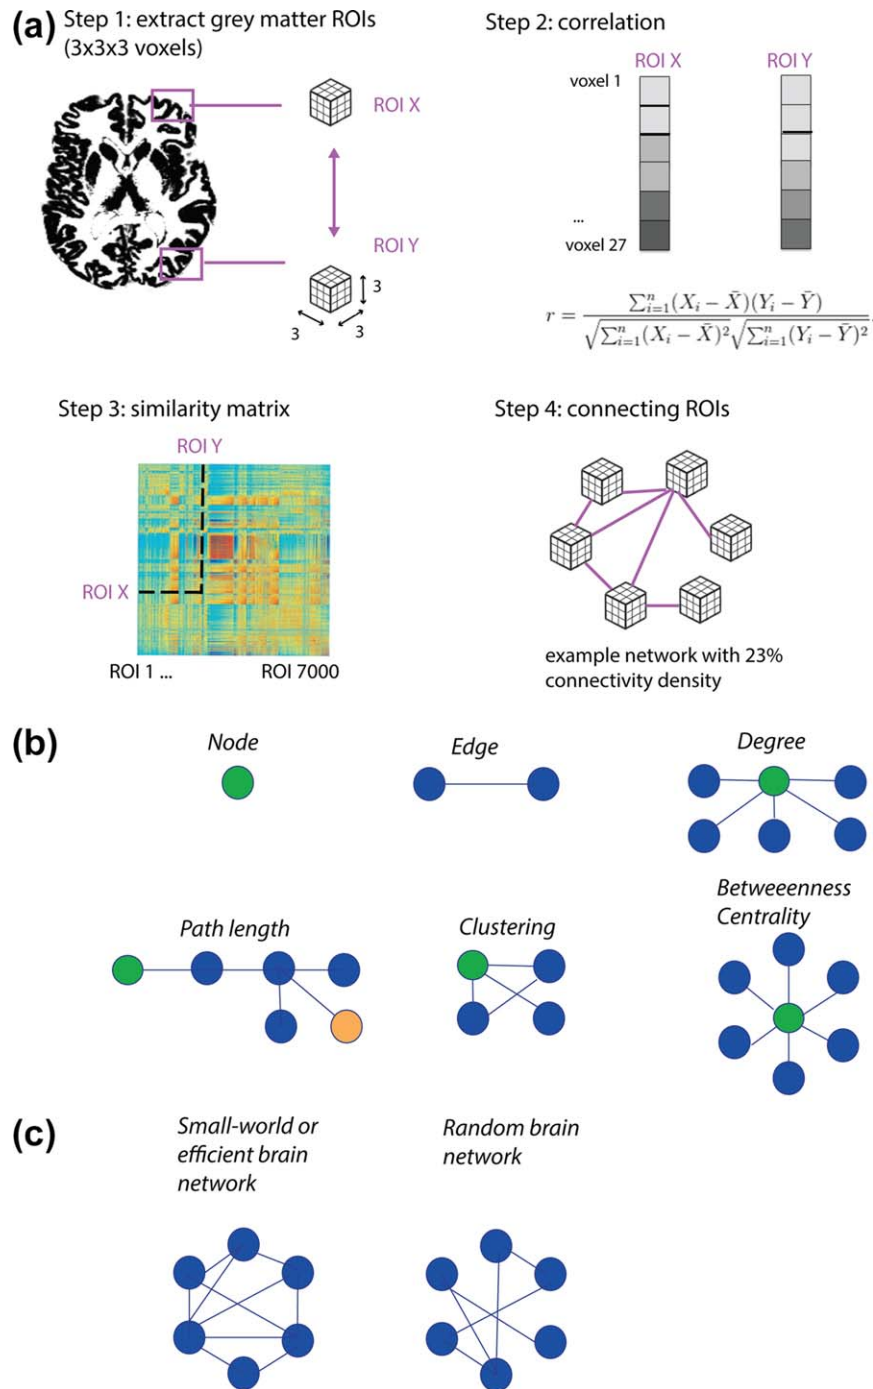 (a)
Step 1: extract grey matter ROIs
(3x3x3 voxels)
ROI X
ROI Y
3
3
3
Step 2: correlation
ROI X
ROI Y
voxel 1
...
voxel 27
r = \frac{\sum_{i=1}^{n}(X_i - \bar{X})(Y_i - \bar{Y})}{\sqrt{\sum_{i=1}^{n}(X_i - \bar{X})^2}\sqrt{\sum_{i=1}^{n}(Y_i - \bar{Y})^2}}.
Step 3: similarity matrix
ROI Y
ROI X
ROI 1 ...
ROI 7000
Step 4: connecting ROIs
example network with 23%
connectivity density
(b)
Node
Edge
Degree
Path length
Clustering
Betweeenness
Centrality
(c)
Small-world or
efficient brain
network
Random brain
network